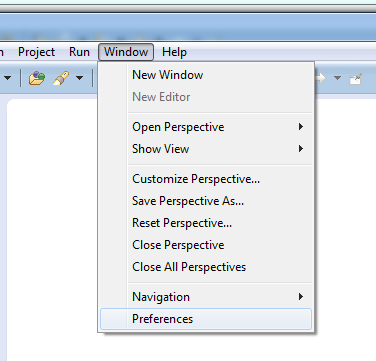 Project Run Window Help
New Window
New Editor
Open Perspective
Show View
Customize Perspective...
Save Perspective As...
Reset Perspective...
Close Perspective
Close All Perspectives
Navigation
Preferences